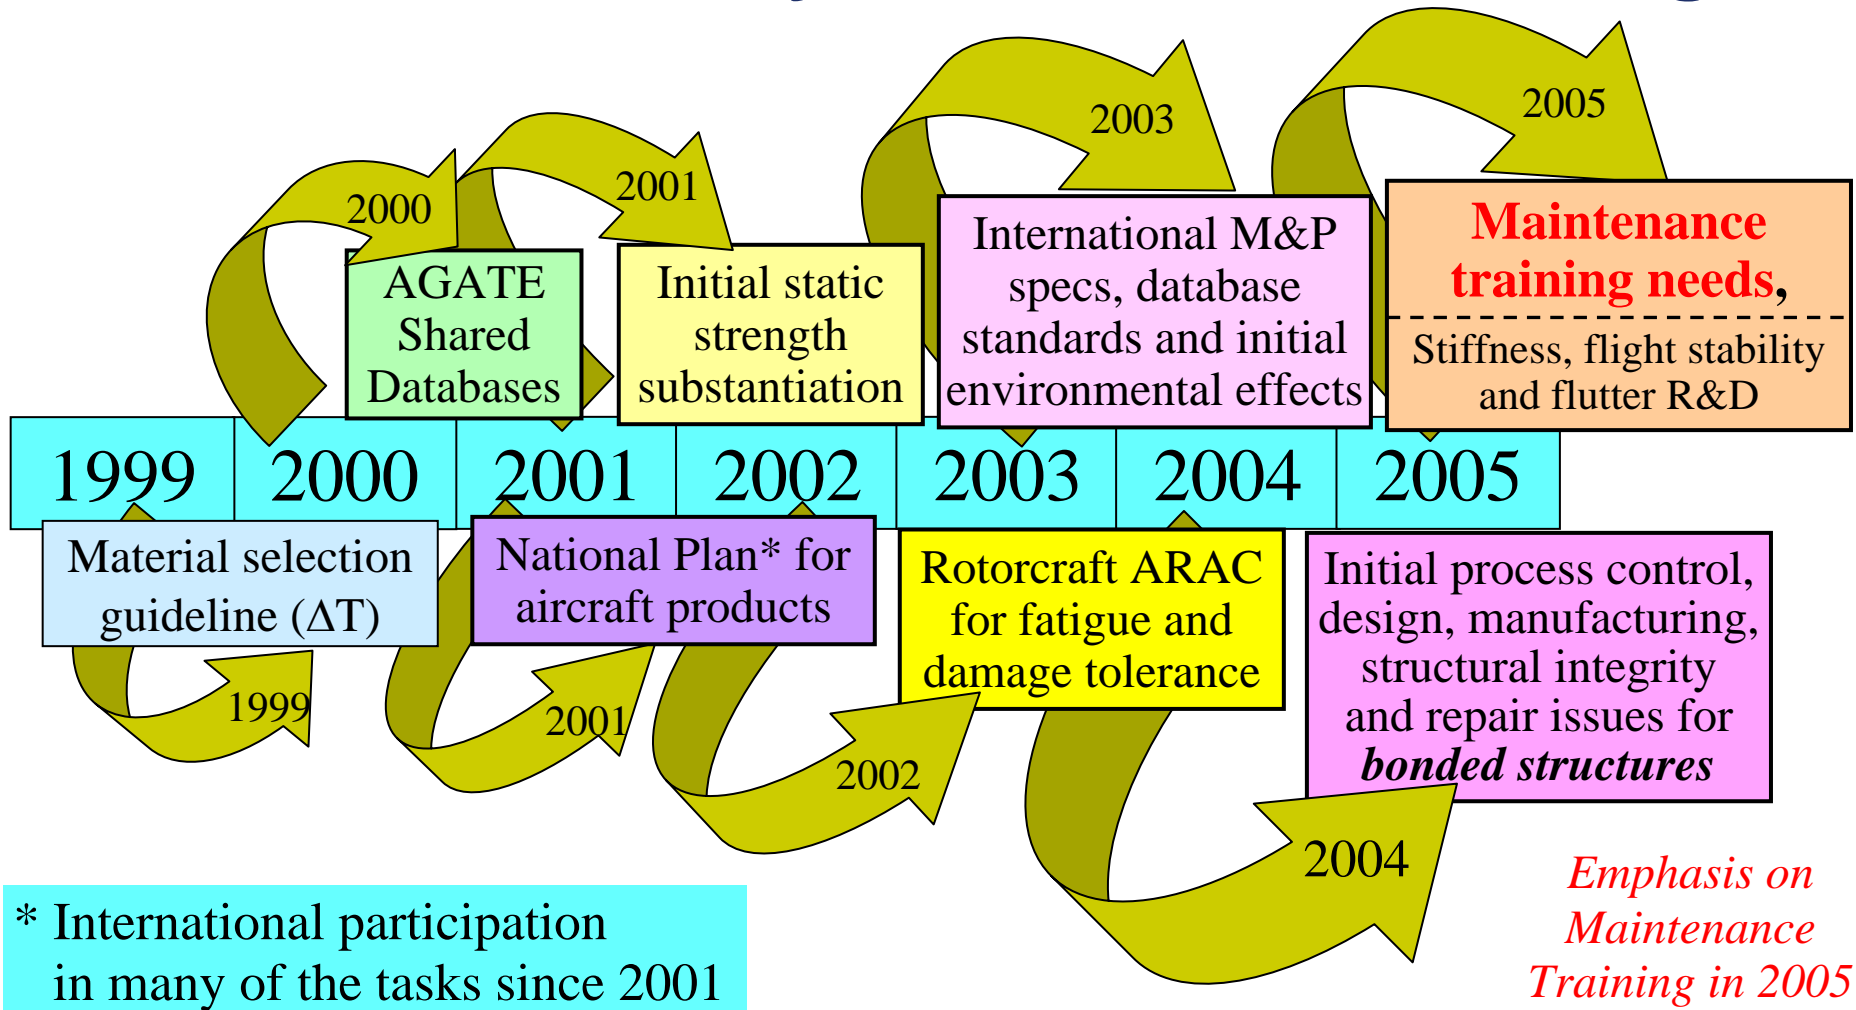 2000
2001
2003
2005
AGATE
Shared
Databases
Initial static
strength
substantiation
International M&P
specs, database
standards and initial
environmental effects
Maintenance
training needs,
Stiffness, flight stability
and flutter R&D
1999 2000 2001 2002 2003 2004 2005
Material selection
guideline (ΔT)
National Plan* for
aircraft products
Rotorcraft ARAC
for fatigue and
damage tolerance
Initial process control,
design, manufacturing,
structural integrity
and repair issues for
bonded structures
1999
2001
2002
2004
* International participation
in many of the tasks since 2001
Emphasis on
Maintenance
Training in 2005